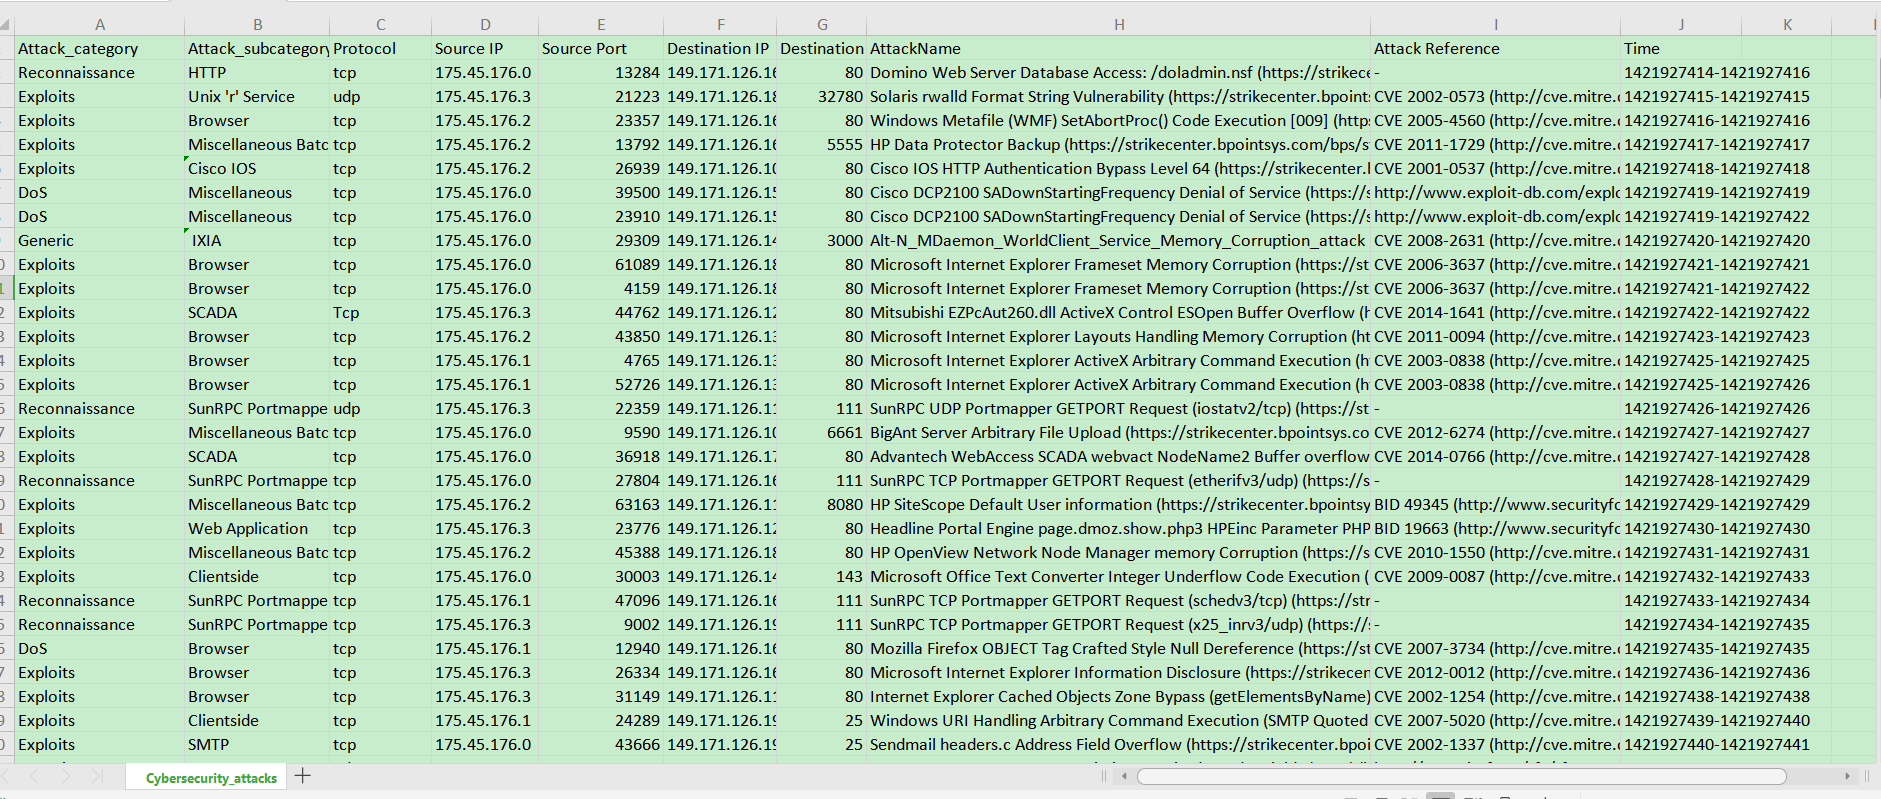 A B C D E F G H I J K
Attack_category Attack_subcategory Protocol Source IP Source Port Destination IP Destination AttackName Attack Reference Time
Reconnaissance HTTP tcp 175.45.176.0 13284 149.171.126.16 80 Domino Web Server Database Access: /doladmin.nsf (https://strikece - 1421927414-1421927416
Exploits Unix 'r' Service udp 175.45.176.3 21223 149.171.126.18 32780 Solaris rwalld Format String Vulnerability (https://strikecenter.bpoints CVE 2002-0573 (http://cve.mitre.o 1421927415-1421927415
Exploits Browser tcp 175.45.176.2 23357 149.171.126.16 80 Windows Metafile (WMF) SetAbortProc() Code Execution [009] (https CVE 2005-4560 (http://cve.mitre.o 1421927416-1421927416
Exploits Miscellaneous Batc tcp 175.45.176.2 13792 149.171.126.16 5555 HP Data Protector Backup (https://strikecenter.bpointsys.com/bps/s CVE 2011-1729 (http://cve.mitre.o 1421927417-1421927417
Exploits Cisco IOS tcp 175.45.176.2 26939 149.171.126.10 80 Cisco IOS HTTP Authentication Bypass Level 64 (https://strikecenter.l CVE 2001-0537 (http://cve.mitre.o 1421927418-1421927418
DoS Miscellaneous tcp 175.45.176.0 39500 149.171.126.15 80 Cisco DCP2100 SADownStartingFrequency Denial of Service (https://s http://www.exploit-db.com/explo 1421927419-1421927419
DoS Miscellaneous tcp 175.45.176.0 23910 149.171.126.15 80 Cisco DCP2100 SADownStartingFrequency Denial of Service (https://s http://www.exploit-db.com/explo 1421927419-1421927422
Generic IXIA tcp 175.45.176.0 29309 149.171.126.14 3000 Alt-N_MDaemon_WorldClient_Service_Memory_Corruption_attack CVE 2008-2631 (http://cve.mitre.o 1421927420-1421927420
Exploits Browser tcp 175.45.176.0 61089 149.171.126.18 80 Microsoft Internet Explorer Frameset Memory Corruption (https://st CVE 2006-3637 (http://cve.mitre.o 1421927421-1421927421
Exploits Browser tcp 175.45.176.0 4159 149.171.126.18 80 Microsoft Internet Explorer Frameset Memory Corruption (https://st CVE 2006-3637 (http://cve.mitre.o 1421927421-1421927422
Exploits SCADA Tcp 175.45.176.3 44762 149.171.126.12 80 Mitsubishi EZPcAut260.dll ActiveX Control ESOpen Buffer Overflow (h CVE 2014-1641 (http://cve.mitre.o 1421927422-1421927422
Exploits Browser tcp 175.45.176.2 43850 149.171.126.13 80 Microsoft Internet Explorer Layouts Handling Memory Corruption (ht CVE 2011-0094 (http://cve.mitre.o 1421927423-1421927423
Exploits Browser tcp 175.45.176.1 4765 149.171.126.13 80 Microsoft Internet Explorer ActiveX Arbitrary Command Execution (h CVE 2003-0838 (http://cve.mitre.o 1421927425-1421927425
Exploits Browser tcp 175.45.176.1 52726 149.171.126.13 80 Microsoft Internet Explorer ActiveX Arbitrary Command Execution (h CVE 2003-0838 (http://cve.mitre.o 1421927425-1421927426
Reconnaissance SunRPC Portmappe udp 175.45.176.3 22359 149.171.126.11 111 SunRPC UDP Portmapper GETPORT Request (iostatv2/tcp) (https://st - 1421927426-1421927426
Exploits Miscellaneous Batc tcp 175.45.176.0 9590 149.171.126.10 6661 BigAnt Server Arbitrary File Upload (https://strikecenter.bpointsys.co CVE 2012-6274 (http://cve.mitre.o 1421927427-1421927427
Exploits SCADA tcp 175.45.176.0 36918 149.171.126.17 80 Advantech WebAccess SCADA webvact NodeName2 Buffer overflow CVE 2014-0766 (http://cve.mitre.o 1421927427-1421927428
Reconnaissance SunRPC Portmappe tcp 175.45.176.0 27804 149.171.126.16 111 SunRPC TCP Portmapper GETPORT Request (etherifv3/udp) (https://s - 1421927428-1421927429
Exploits Miscellaneous Batc tcp 175.45.176.2 63163 149.171.126.11 8080 HP SiteScope Default User information (https://strikecenter.bpointsy BID 49345 (http://www.securityfo 1421927429-1421927429
Exploits Web Application tcp 175.45.176.3 23776 149.171.126.12 80 Headline Portal Engine page.dmoz.show.php3 HPEinc Parameter PHP BID 19663 (http://www.securityfo 1421927430-1421927430
Exploits Miscellaneous Batc tcp 175.45.176.2 45388 149.171.126.18 80 HP OpenView Network Node Manager memory Corruption (https://s CVE 2010-1550 (http://cve.mitre.o 1421927431-1421927431
Exploits Clientside tcp 175.45.176.0 30003 149.171.126.14 143 Microsoft Office Text Converter Integer Underflow Code Execution ( CVE 2009-0087 (http://cve.mitre.o 1421927432-1421927433
Reconnaissance SunRPC Portmappe tcp 175.45.176.1 47096 149.171.126.16 111 SunRPC TCP Portmapper GETPORT Request (schedv3/tcp) (https://str - 1421927433-1421927434
Reconnaissance SunRPC Portmappe tcp 175.45.176.3 9002 149.171.126.19 111 SunRPC TCP Portmapper GETPORT Request (x25_inrv3/udp) (https:// - 1421927434-1421927435
DoS Browser tcp 175.45.176.1 12940 149.171.126.16 80 Mozilla Firefox OBJECT Tag Crafted Style Null Dereference (https://st CVE 2007-3734 (http://cve.mitre.o 1421927435-1421927435
Exploits Browser tcp 175.45.176.3 26334 149.171.126.16 80 Microsoft Internet Explorer Information Disclosure (https://strikecen CVE 2012-0012 (http://cve.mitre.o 1421927436-1421927436
Exploits Browser tcp 175.45.176.3 31149 149.171.126.11 80 Internet Explorer Cached Objects Zone Bypass (getElementsByName) CVE 2002-1254 (http://cve.mitre.o 1421927438-1421927438
Exploits Clientside tcp 175.45.176.1 24289 149.171.126.19 25 Windows URI Handling Arbitrary Command Execution (SMTP Quoted CVE 2007-5020 (http://cve.mitre.o 1421927439-1421927440
Exploits SMTP tcp 175.45.176.0 43666 149.171.126.19 25 Sendmail headers.c Address Field Overflow (https://strikecenter.bpoi CVE 2002-1337 (http://cve.mitre.o 1421927440-1421927441
Cybersecurity_attacks